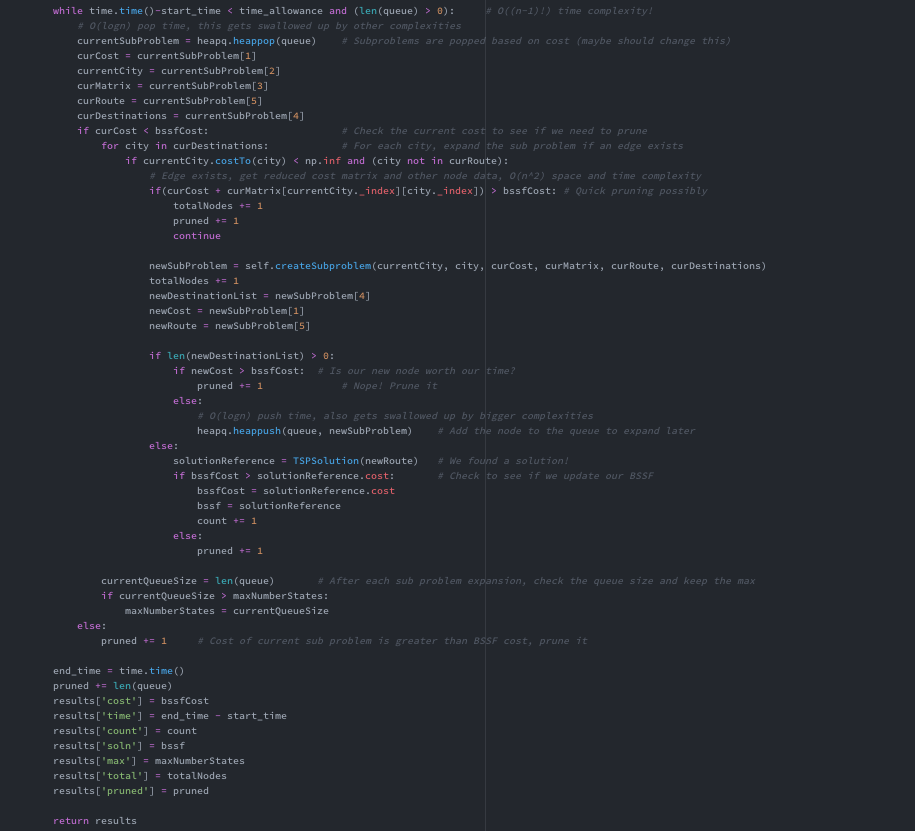 while time.time()-start_time < time_allowance and (len(queue) > 0):     # O((n-1)!) time complexity!
    # O(logn) pop time, this gets swallowed up by other complexities
    currentSubProblem = heapq.heappop(queue)    # Subproblems are popped based on cost (maybe should change this)
    curCost = currentSubProblem[1]
    currentCity = currentSubProblem[2]
    curMatrix = currentSubProblem[3]
    curRoute = currentSubProblem[5]
    curDestinations = currentSubProblem[4]
    if curCost < bssfCost:                      # Check the current cost to see if we need to prune
        for city in curDestinations:            # For each city, expand the sub problem if an edge exists
            if currentCity.costTo(city) < np.inf and (city not in curRoute):
                # Edge exists, get reduced cost matrix and other node data, O(n^2) space and time complexity
                if(curCost + curMatrix[currentCity._index][city._index]) > bssfCost: # Quick pruning possibly
                    totalNodes += 1
                    pruned += 1
                    continue

                newSubProblem = self.createSubproblem(currentCity, city, curCost, curMatrix, curRoute, curDestinations)
                totalNodes += 1
                newDestinationList = newSubProblem[4]
                newCost = newSubProblem[1]
                newRoute = newSubProblem[5]

                if len(newDestinationList) > 0:
                    if newCost > bssfCost:  # Is our new node worth our time?
                        pruned += 1             # Nope! Prune it
                    else:
                        # O(logn) push time, also gets swallowed up by bigger complexities
                        heapq.heappush(queue, newSubProblem)    # Add the node to the queue to expand later
                else:
                    solutionReference = TSPSolution(newRoute)   # We found a solution!
                    if bssfCost > solutionReference.cost:       # Check to see if we update our BSSF
                        bssfCost = solutionReference.cost
                        bssf = solutionReference
                        count += 1
                    else:
                        pruned += 1

        currentQueueSize = len(queue)       # After each sub problem expansion, check the queue size and keep the max
        if currentQueueSize > maxNumberStates:
            maxNumberStates = currentQueueSize
    else:
        pruned += 1     # Cost of current sub problem is greater than BSSF cost, prune it

end_time = time.time()
pruned += len(queue)
results['cost'] = bssfCost
results['time'] = end_time - start_time
results['count'] = count
results['soln'] = bssf
results['max'] = maxNumberStates
results['total'] = totalNodes
results['pruned'] = pruned

return results